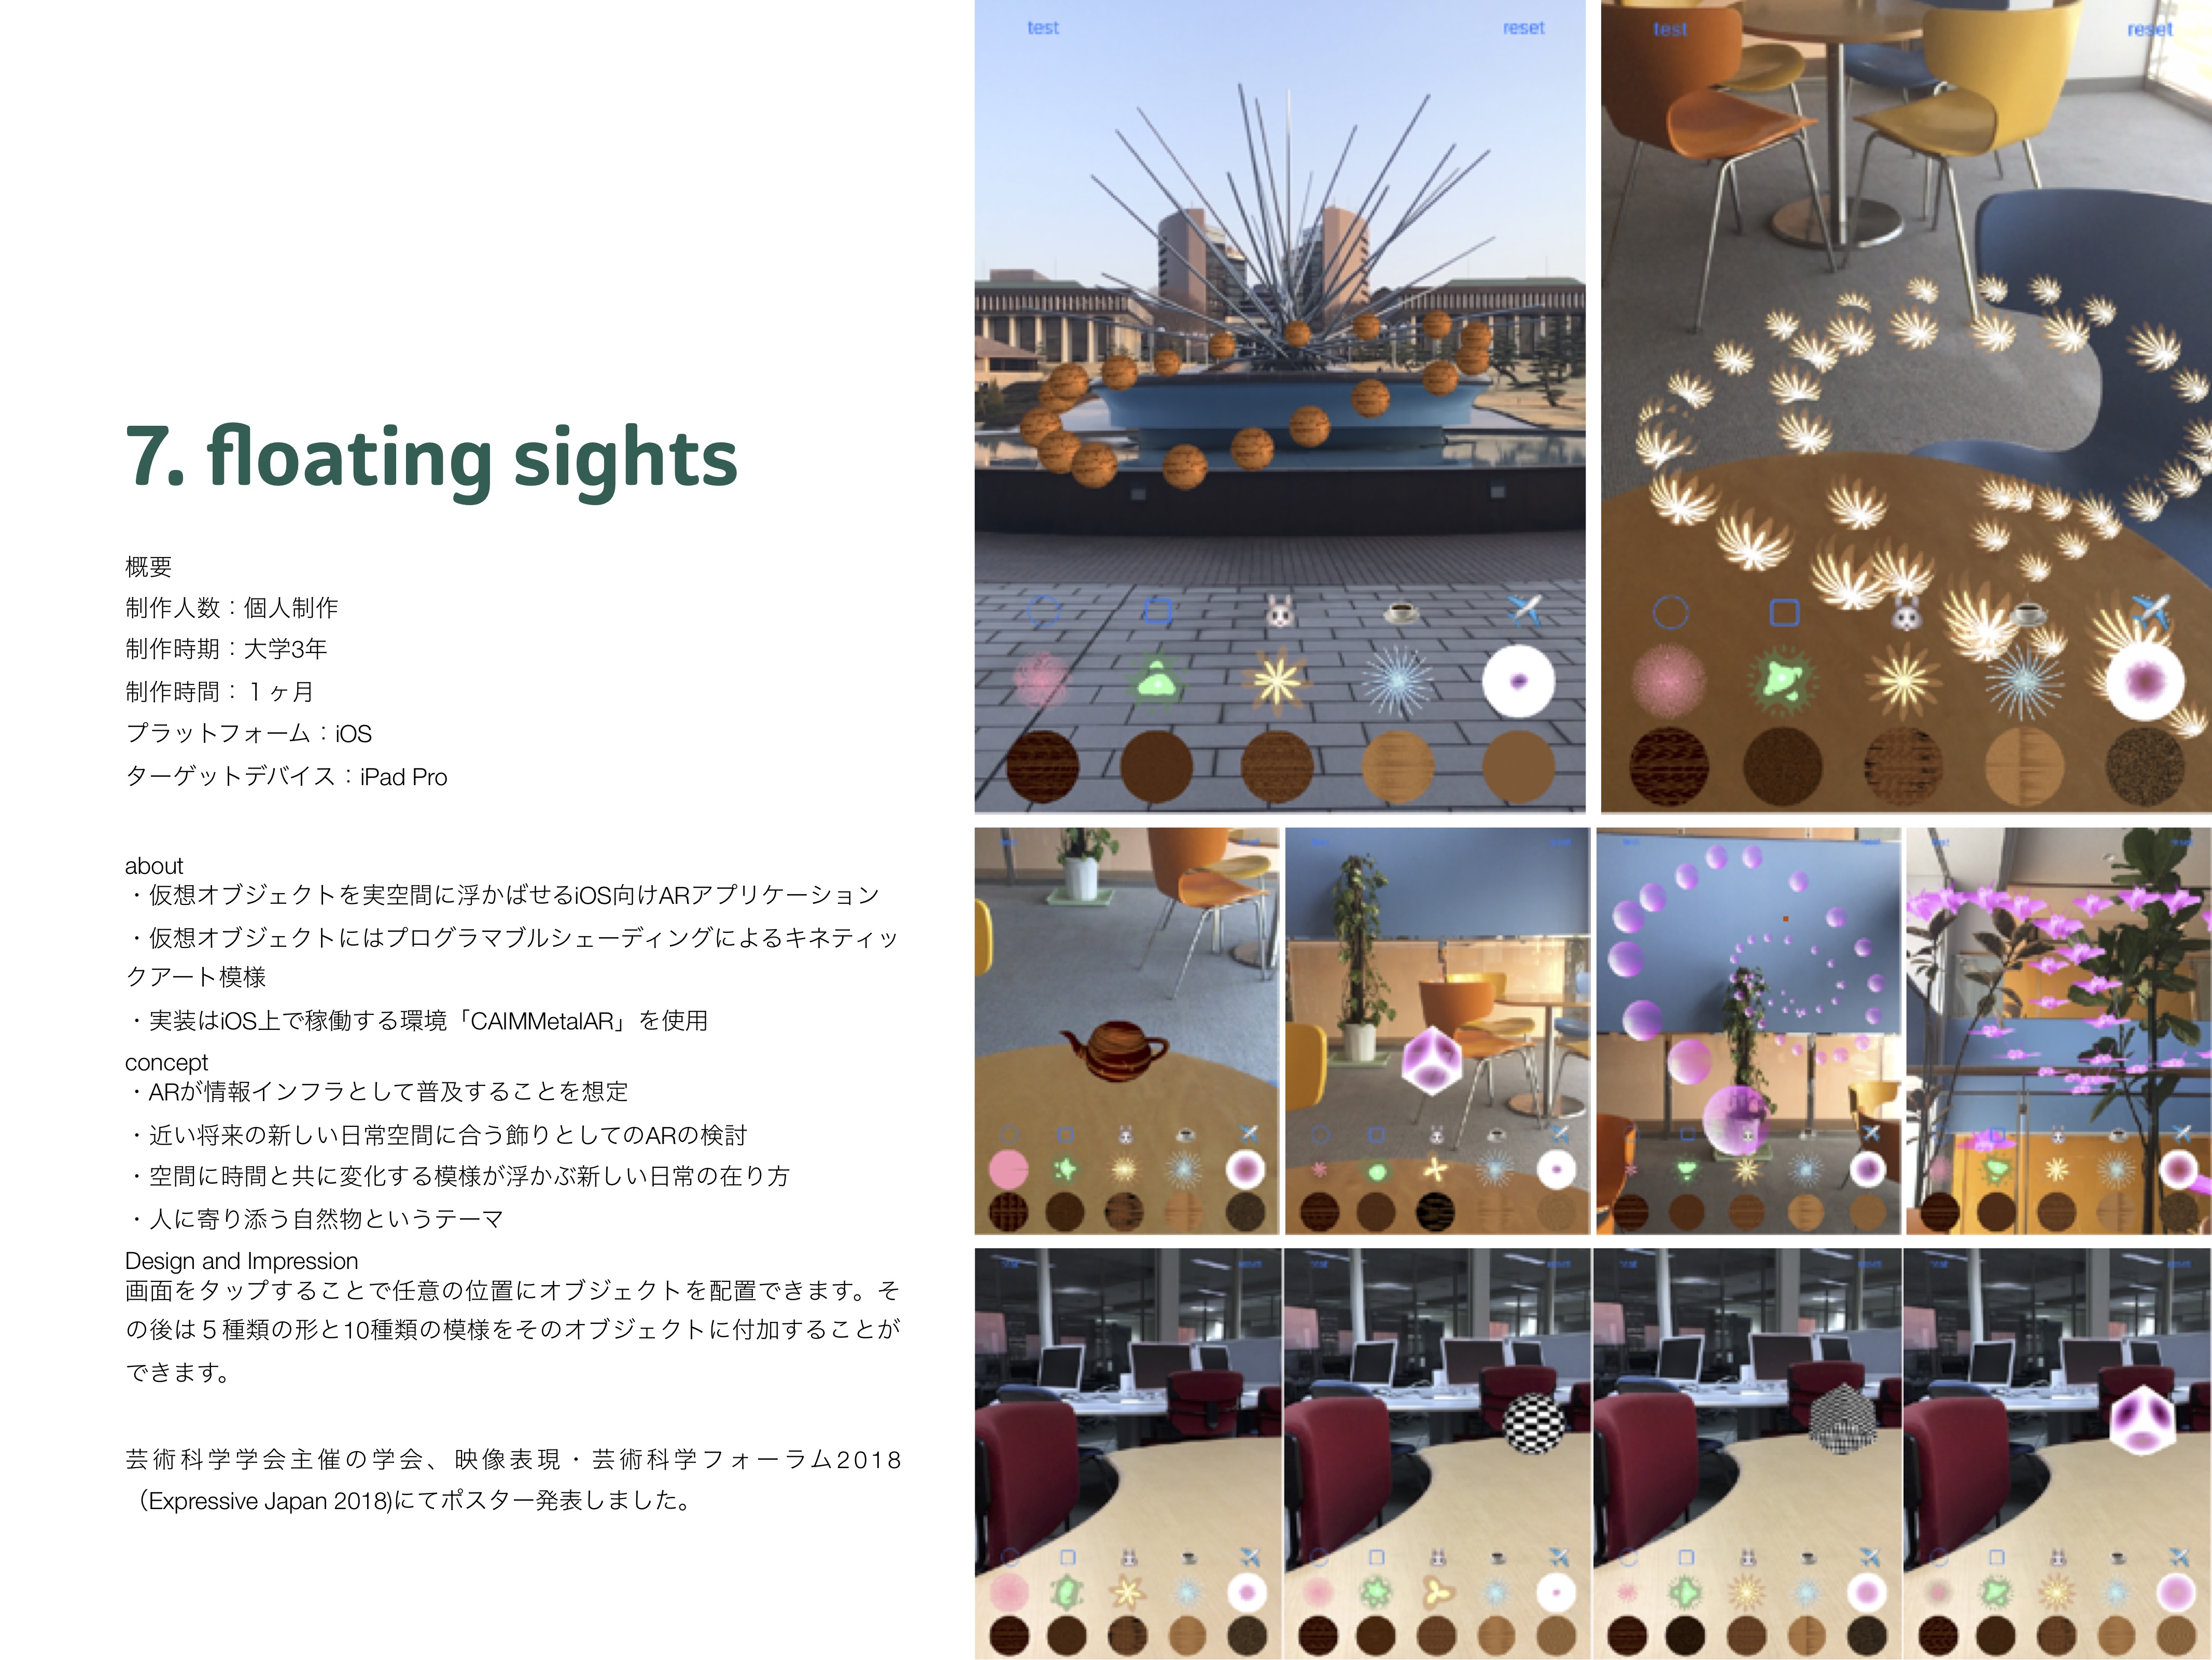 7. floating sights
概要
制作人数：個人制作
制作時期：大学3年
制作時間：１ヶ月
プラットフォーム：iOS
ターゲットデバイス：iPad Pro
about
・仮想オブジェクトを実空間に浮かばせるiOS向けARアプリケーション
・仮想オブジェクトにはプログラマブルシェーディングによるキネティッ
クアート模様
・実装はiOS上で稼働する環境「CAIMMetalAR」を使用
concept
・ARが情報インフラとして普及することを想定
・近い将来の新しい日常空間に合う飾りとしてのARの検討
・空間に時間と共に変化する模様が浮かぶ新しい日常の在り方
・人に寄り添う自然物というテーマ
Design and Impression
画面をタップすることで任意の位置にオブジェクトを配置できます。そ
の後は５種類の形と10種類の模様をそのオブジェクトに付加することが
できます。
芸術科学学会主催の学会、映像表現・芸術科学フォーラム2018
（Expressive Japan 2018)にてポスター発表しました。
test reset
test reset